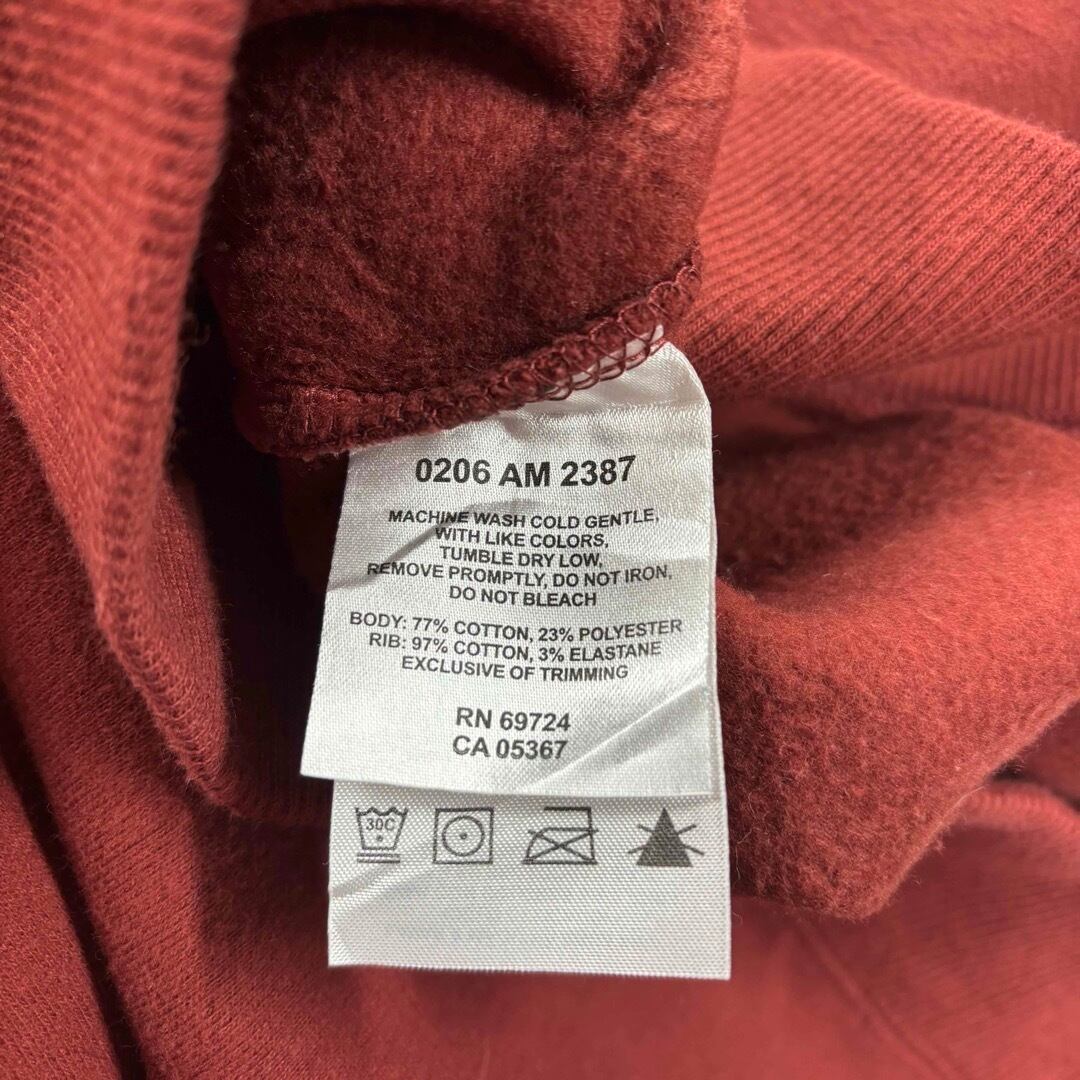 0206 AM 2387
MACHINE WASH COLD GENTLE,
WITH LIKE COLORS,
TUMBLE DRY LOW,
REMOVE PROMPTLY, DO NOT IRON,
DO NOT BLEACH
BODY: 77% COTTON, 23% POLYESTER
RIB: 97% COTTON, 3% ELASTANE
EXCLUSIVE OF TRIMMING
RN 69724
CA 05367
30C